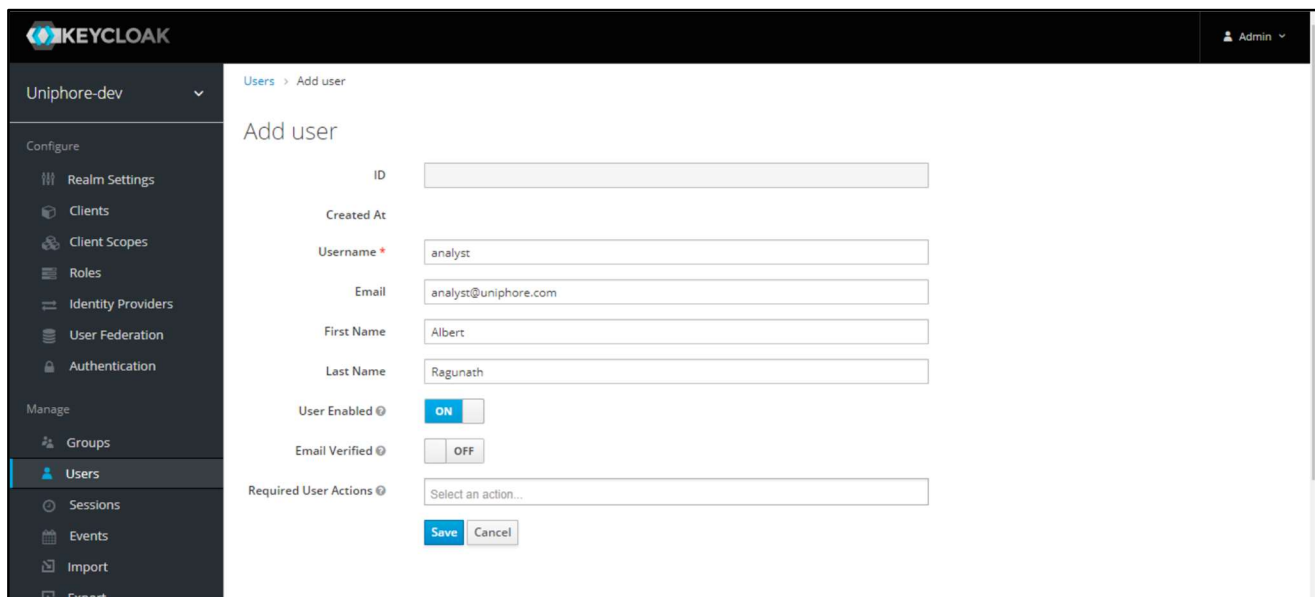 KEYCLOAK
Admin
Uniphore-dev
Configure
Realm Settings
Clients
Client Scopes
Roles
Identity Providers
User Federation
Authentication
Manage
Groups
Users
Sessions
Events
Import
Export
Users > Add user
Add user
ID
Created At
Username * analyst
Email analyst@uniphore.com
First Name Albert
Last Name Ragunath
User Enabled ON
Email Verified OFF
Required User Actions Select an action...
Save Cancel